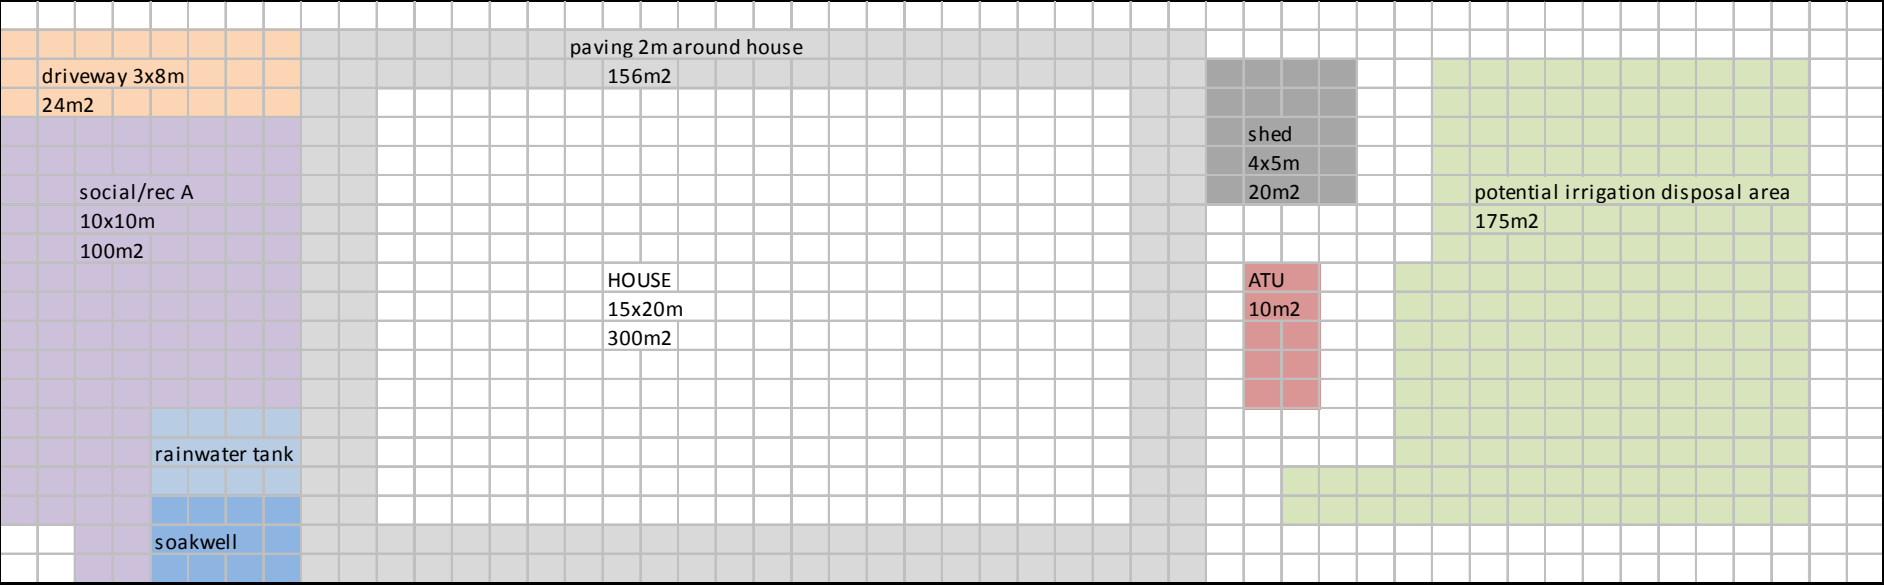 paving 2m around house
156m2
driveway 3x8m
24m2
shed
4x5m
20m2
social/rec A
10x10m
100m2
potential irrigation disposal area
175m2
HOUSE
15x20m
300m2
ATU
10m2
rainwater tank
soakwell